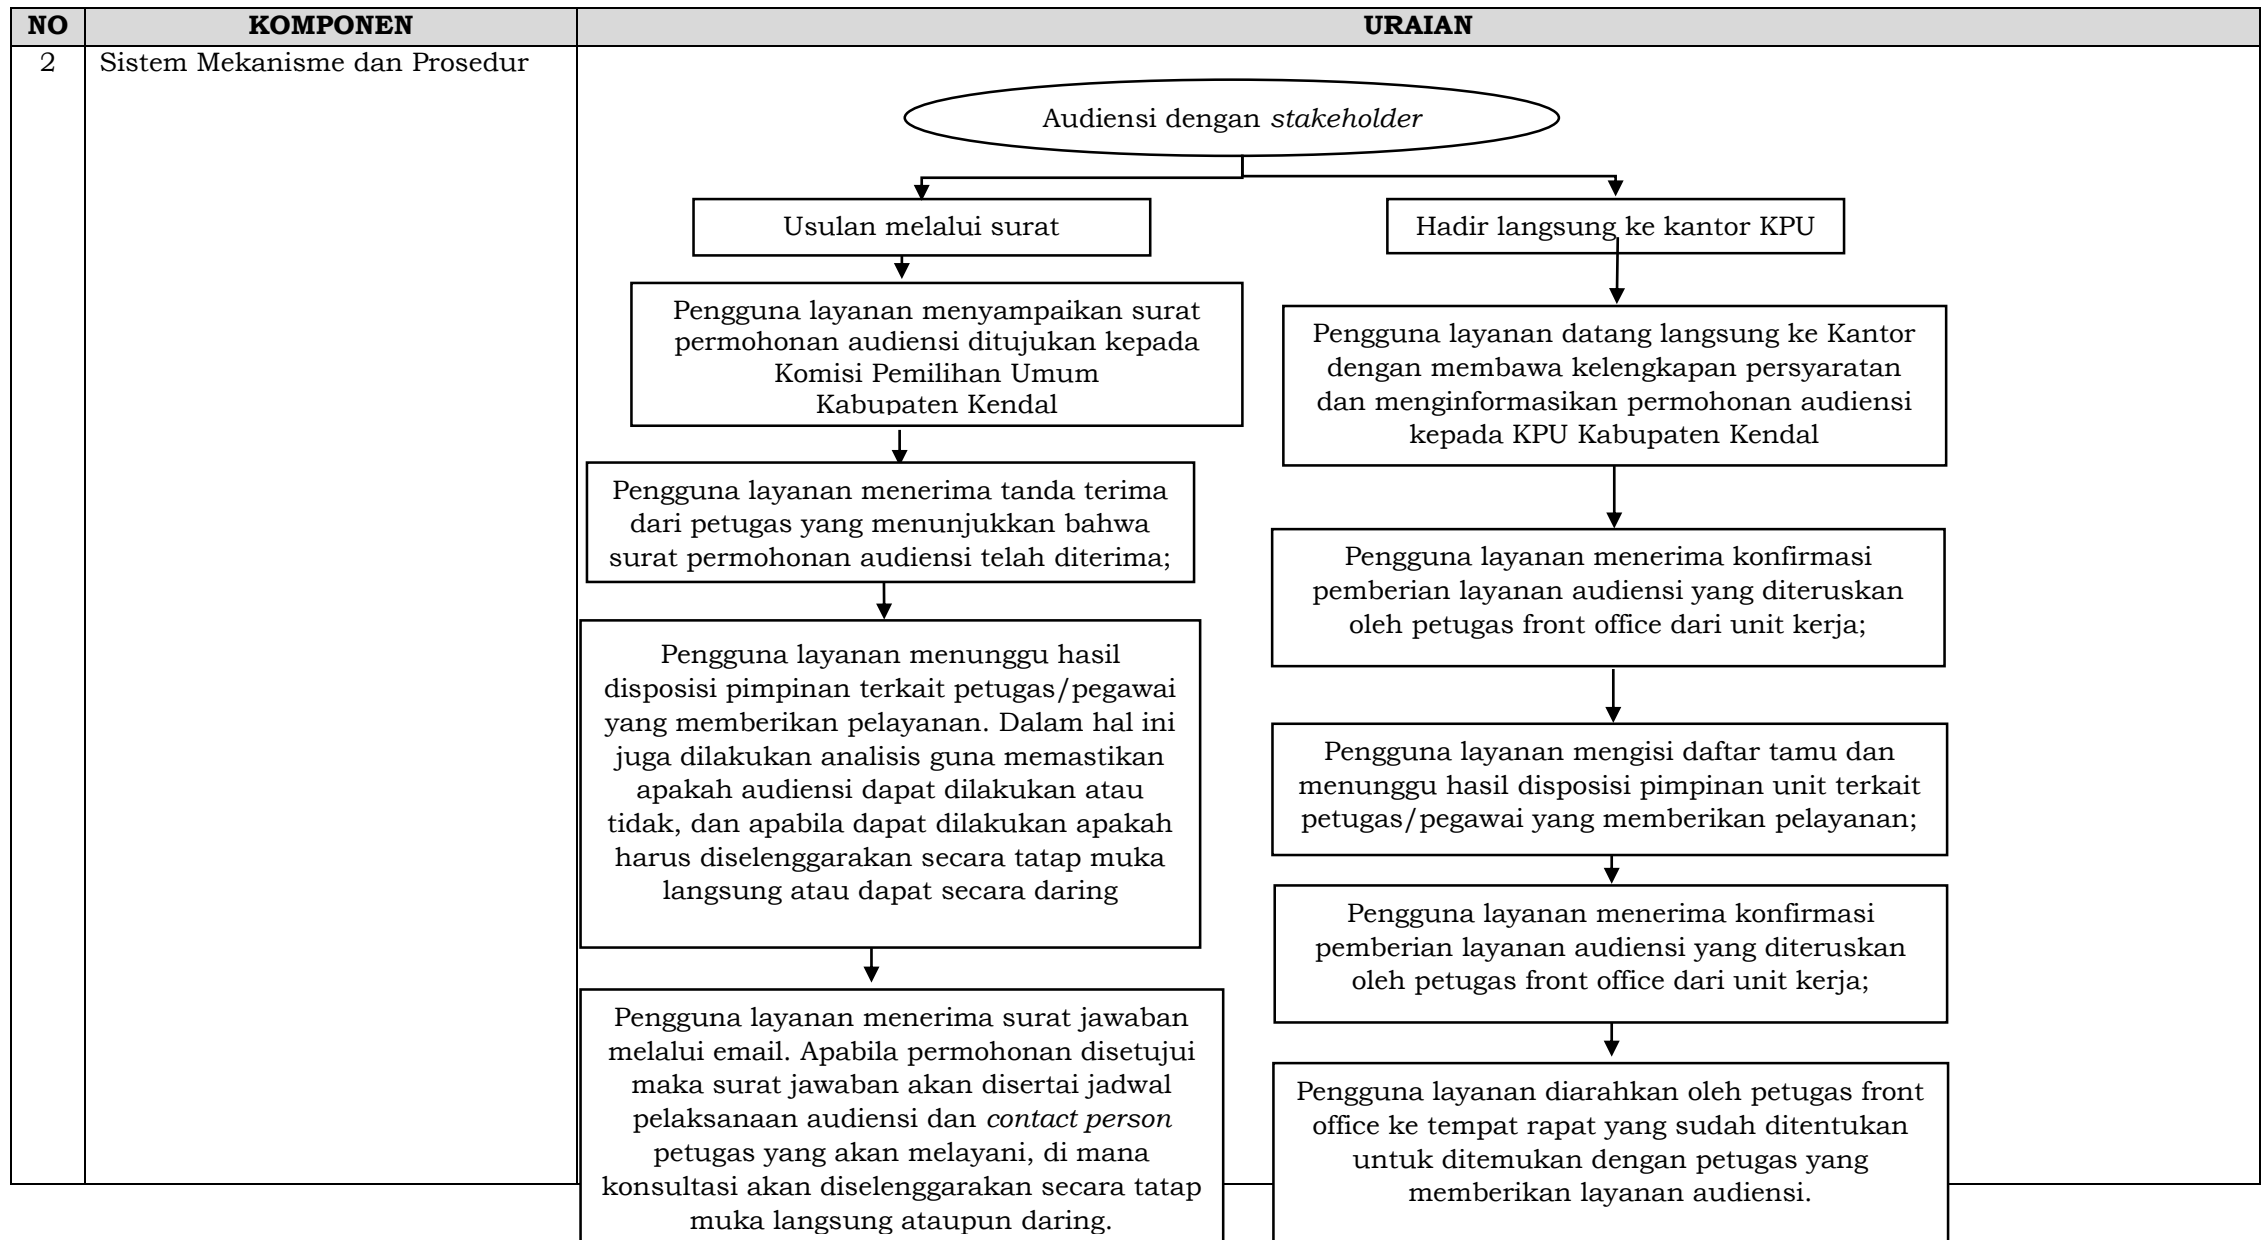 NO KOMPONEN URAIAN
2 Sistem Mekanisme dan Prosedur
Audiensi dengan stakeholder
Usulan melalui surat
Pengguna layanan menyampaikan surat
permohonan audiensi ditujukan kepada
Komisi Pemilihan Umum
Kabupaten Kendal
Pengguna layanan menerima tanda terima
dari petugas yang menunjukkan bahwa
surat permohonan audiensi telah diterima;
Pengguna layanan menunggu hasil
disposisi pimpinan terkait petugas/pegawai
yang memberikan pelayanan. Dalam hal ini
juga dilakukan analisis guna memastikan
apakah audiensi dapat dilakukan atau
tidak, dan apabila dapat dilakukan apakah
harus diselenggarakan secara tatap muka
langsung atau dapat secara daring
Pengguna layanan menerima surat jawaban
melalui email. Apabila permohonan disetujui
maka surat jawaban akan disertai jadwal
pelaksanaan audiensi dan contact person
petugas yang akan melayani, di mana
konsultasi akan diselenggarakan secara tatap
muka langsung ataupun daring.
Hadir langsung ke kantor KPU
Pengguna layanan datang langsung ke Kantor
dengan membawa kelengkapan persyaratan
dan menginformasikan permohonan audiensi
kepada KPU Kabupaten Kendal
Pengguna layanan menerima konfirmasi
pemberian layanan audiensi yang diteruskan
oleh petugas front office dari unit kerja;
Pengguna layanan mengisi daftar tamu dan
menunggu hasil disposisi pimpinan unit terkait
petugas/pegawai yang memberikan pelayanan;
Pengguna layanan menerima konfirmasi
pemberian layanan audiensi yang diteruskan
oleh petugas front office dari unit kerja;
Pengguna layanan diarahkan oleh petugas front
office ke tempat rapat yang sudah ditentukan
untuk ditemukan dengan petugas yang
memberikan layanan audiensi.